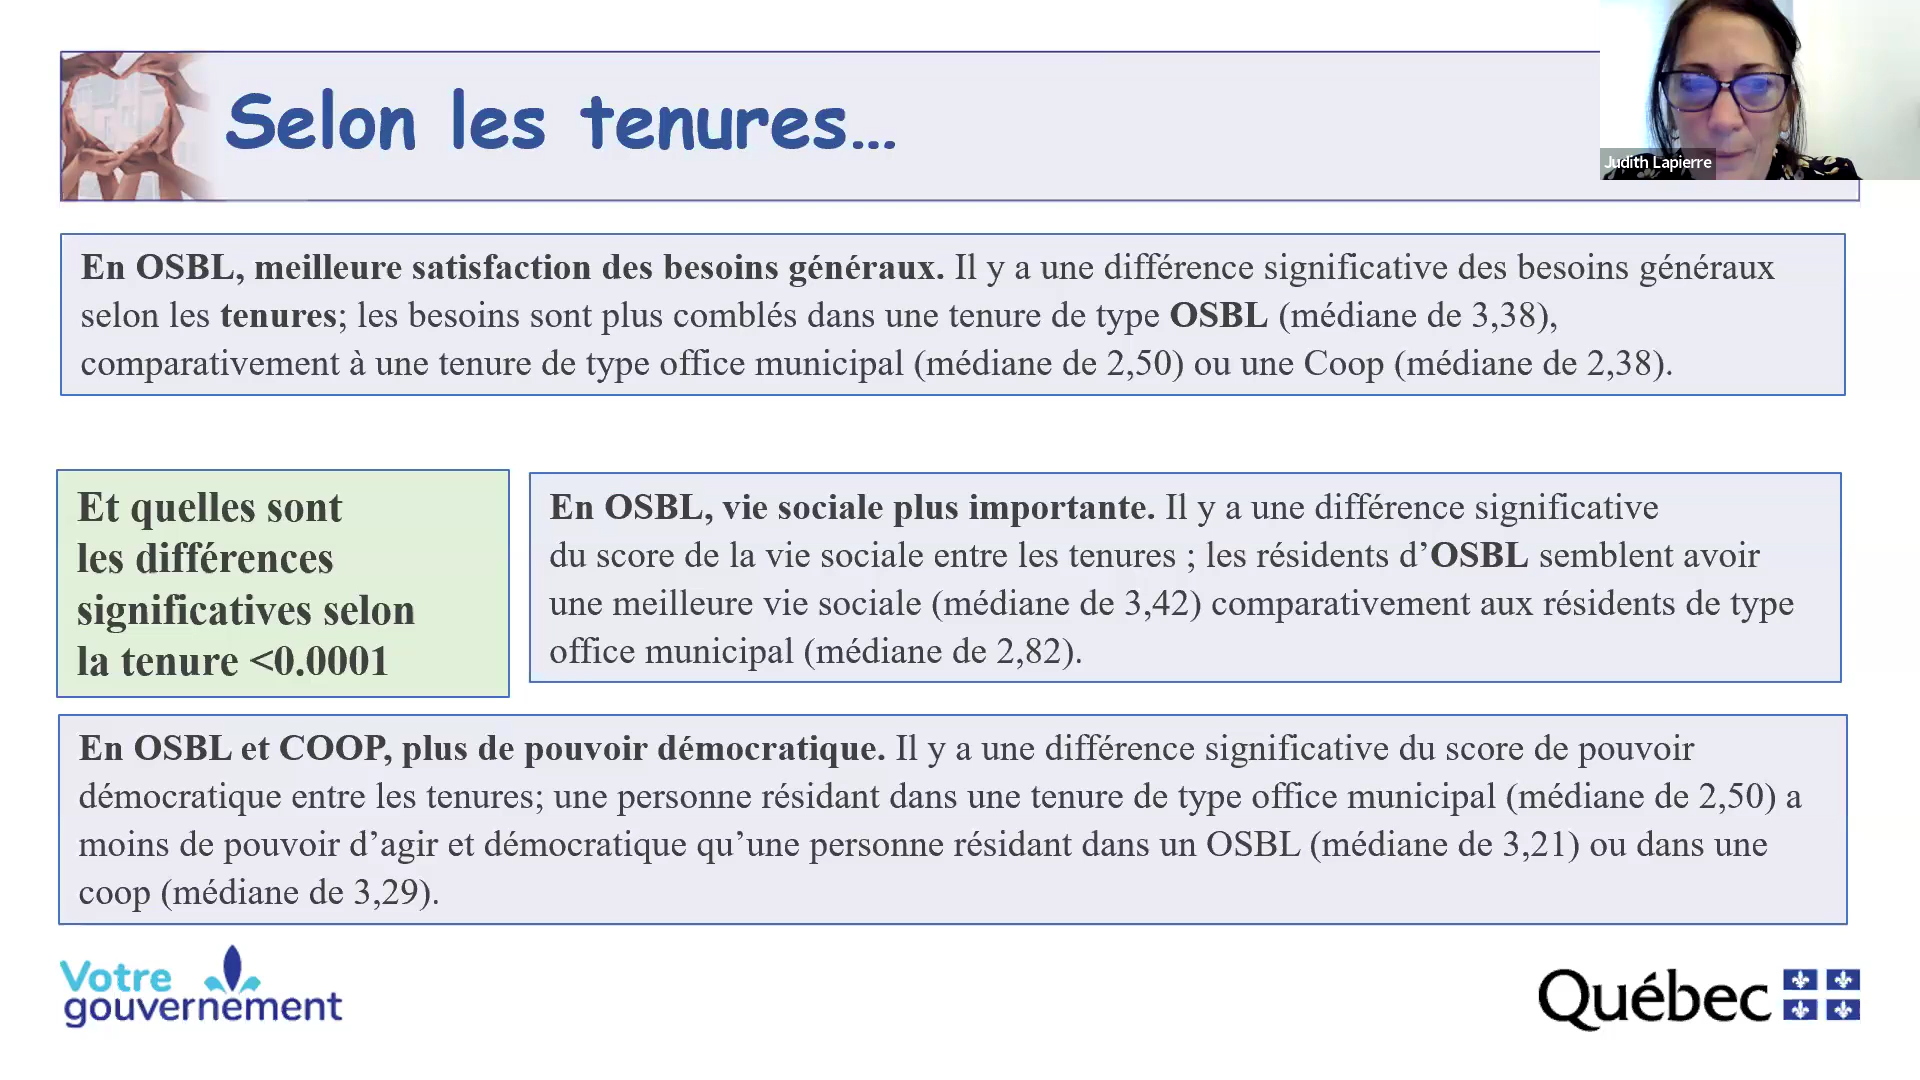 Selon les tenures...
Judith Lapierre
En OSBL, meilleure satisfaction des besoins généraux. Il y a une différence significative des besoins généraux
selon les tenures; les besoins sont plus comblés dans une tenure de type OSBL (médiane de 3,38),
comparativement à une tenure de type office municipal (médiane de 2,50) ou une Coop (médiane de 2,38).
Et quelles sont
les différences
significatives selon
la tenure <0.0001
En OSBL, vie sociale plus importante. Il y a une différence significative
du score de la vie sociale entre les tenures ; les résidents d’OSBL semblent avoir
une meilleure vie sociale (médiane de 3,42) comparativement aux résidents de type
office municipal (médiane de 2,82).
En OSBL et COOP, plus de pouvoir démocratique. Il y a une différence significative du score de pouvoir
démocratique entre les tenures; une personne résidant dans une tenure de type office municipal (médiane de 2,50) a
moins de pouvoir d’agir et démocratique qu’une personne résidant dans un OSBL (médiane de 3,21) ou dans une
coop (médiane de 3,29).
Votre
gouvernement
Québec